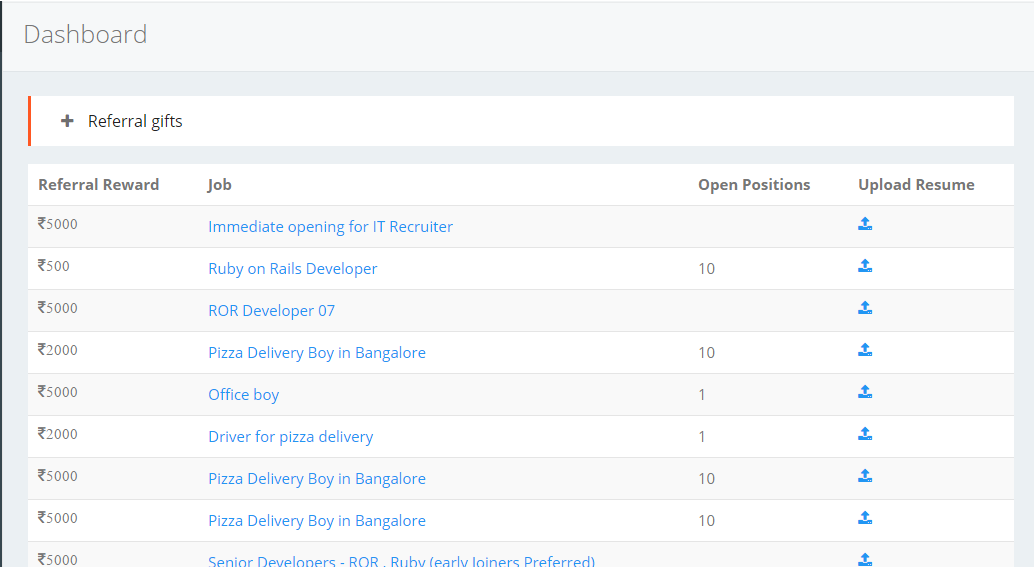 Dashboard
Referral gifts
Referral Reward Job Open Positions Upload Resume
₹5000 Immediate opening for IT Recruiter
₹500 Ruby on Rails Developer 10
₹5000 ROR Developer 07
₹2000 Pizza Delivery Boy in Bangalore 10
₹5000 Office boy 1
₹2000 Driver for pizza delivery 1
₹5000 Pizza Delivery Boy in Bangalore 10
₹5000 Pizza Delivery Boy in Bangalore 10
₹5000 Senior Developers - ROR , Ruby (early Joiners Preferred)